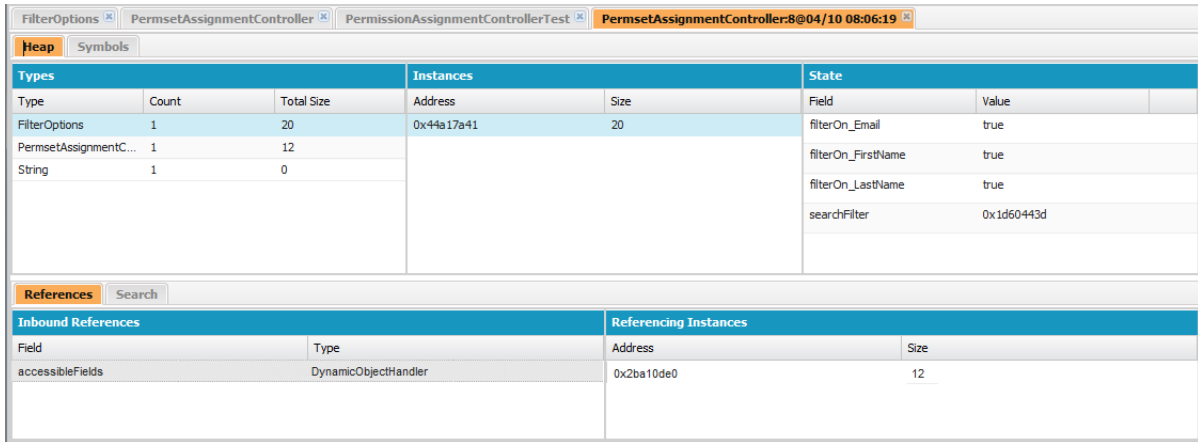 FilterOptions PermsetAssignmentController PermissionAssignmentControllerTest PermsetAssignmentController:8@04/10 08:06:19
Heap Symbols
Types Instances State
Type Count Total Size Address Size Field Value
FilterOptions 1 20 0x44a17a41 20 filterOn_Email true
PermsetAssignmentC... 1 12 filterOn_FirstName true
String 1 0 filterOn_LastName true
searchFilter 0x1d60443d
References Search
Inbound References Referencing Instances
Field Type Address Size
accessibleFields DynamicObjectHandler 0x2ba10de0 12